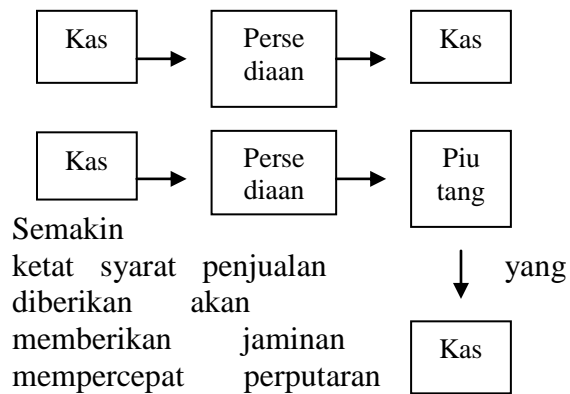 Kas
Perse
diaan
Kas
Kas
Perse
diaan
Piu
tang
Semakin
ketat syarat penjualan yang
diberikan akan
memberikan jaminan
mempercepat perputaran
Kas